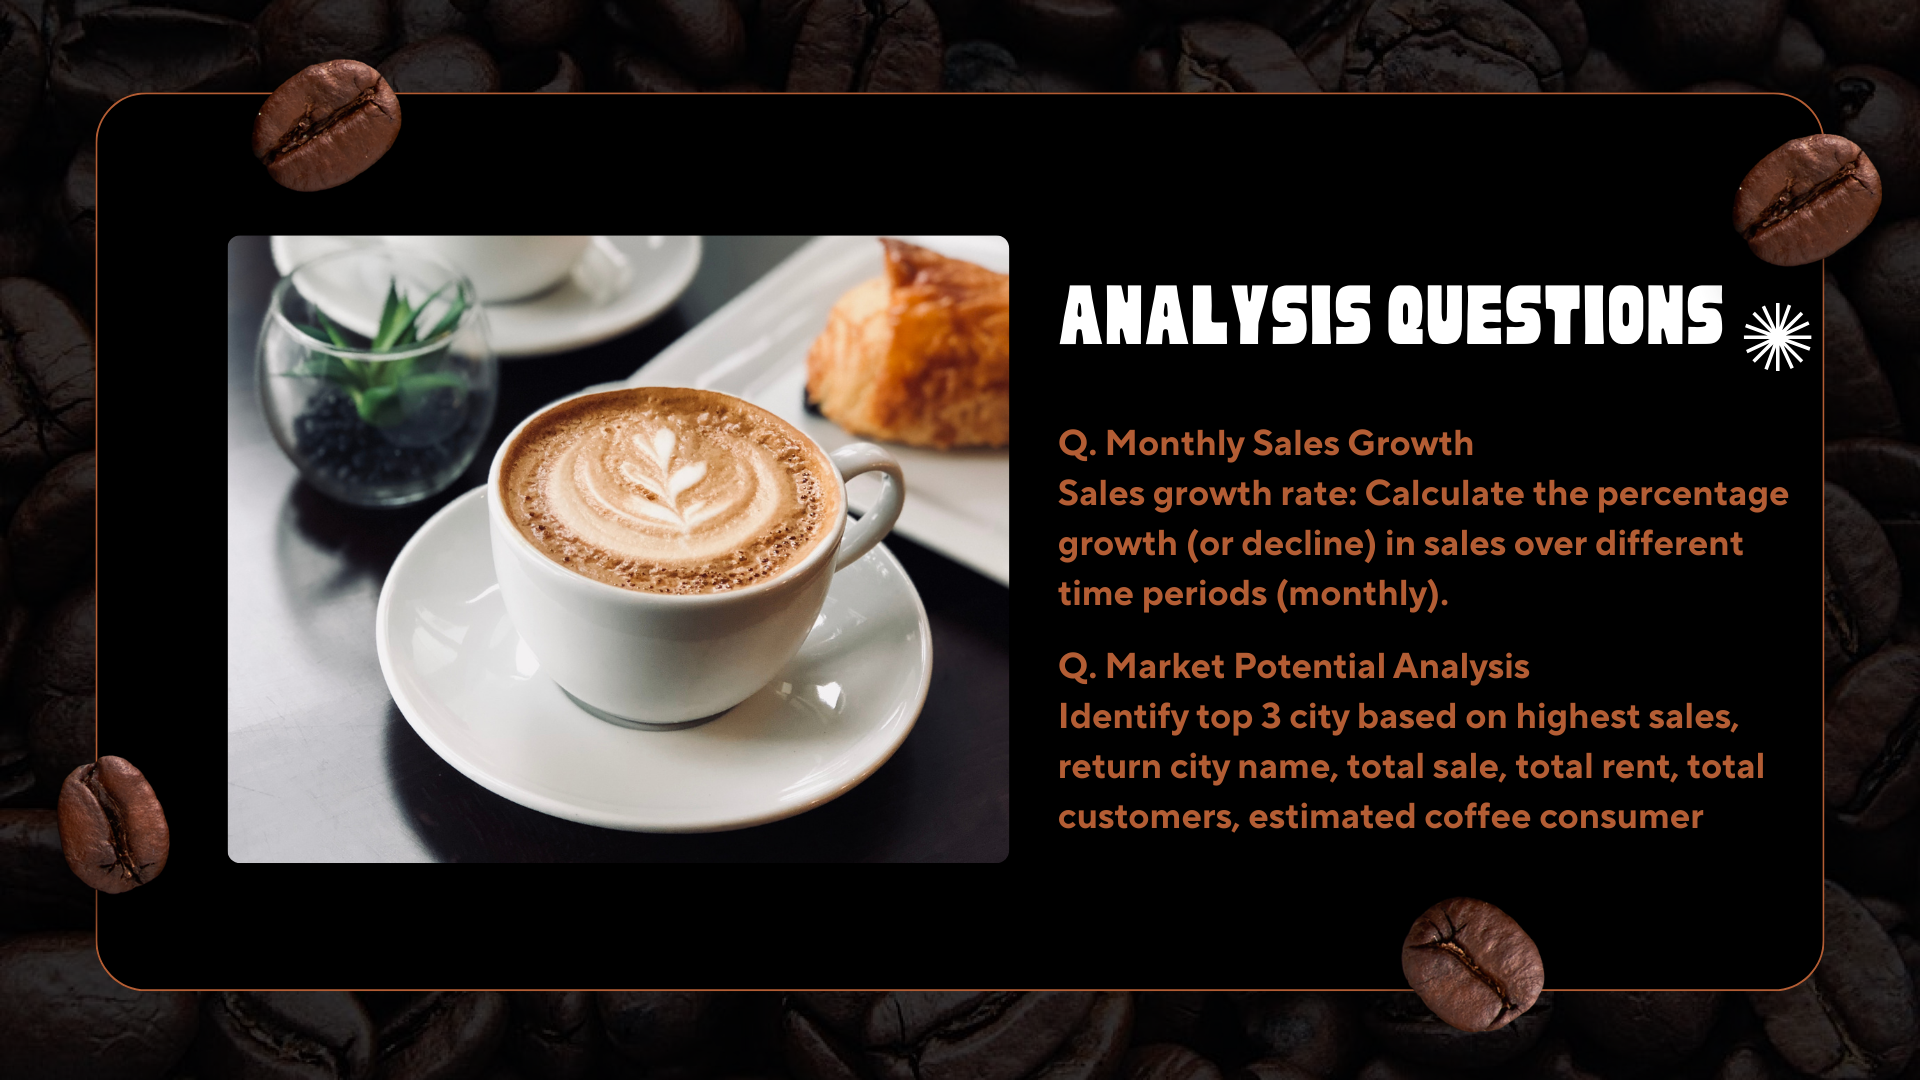 ANALYSIS QUESTIONS
Q. Monthly Sales Growth
Sales growth rate: Calculate the percentage
growth (or decline) in sales over different
time periods (monthly).
Q. Market Potential Analysis
Identify top 3 city based on highest sales,
return city name, total sale, total rent, total
customers, estimated coffee consumer